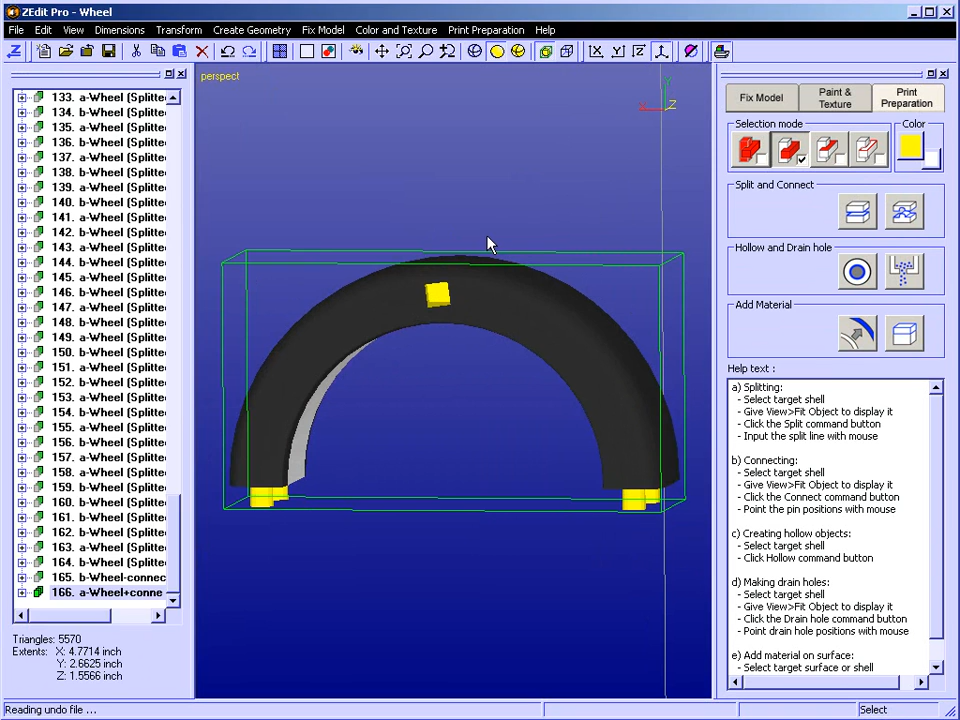 ZEdit Pro - Wheel
File Edit View Dimensions Transform Create Geometry Fix Model Color and Texture Print Preparation Help
perspect
Y
X
Z
133. a-Wheel (Splitte
134. b-Wheel (Splitte
135. a-Wheel (Splitte
136. b-Wheel (Splitte
137. a-Wheel (Splitte
138. b-Wheel (Splitte
139. a-Wheel (Splitte
140. b-Wheel (Splitte
141. a-Wheel (Splitte
142. b-Wheel (Splitte
143. a-Wheel (Splitte
144. b-Wheel (Splitte
145. a-Wheel (Splitte
146. b-Wheel (Splitte
147. a-Wheel (Splitte
148. b-Wheel (Splitte
149. a-Wheel (Splitte
150. b-Wheel (Splitte
151. a-Wheel (Splitte
152. b-Wheel (Splitte
153. a-Wheel (Splitte
154. b-Wheel (Splitte
155. a-Wheel (Splitte
156. b-Wheel (Splitte
157. a-Wheel (Splitte
158. b-Wheel (Splitte
159. a-Wheel (Splitte
160. b-Wheel (Splitte
161. a-Wheel (Splitte
162. b-Wheel (Splitte
163. a-Wheel (Splitte
164. b-Wheel (Splitte
165. b-Wheel-connec
166. a-Wheel+conne
Triangles: 5570
Extents: X: 4.7714 inch
Y: 2.6625 inch
Z: 1.5566 inch
Fix Model
Paint & Texture
Print Preparation
Selection mode
Color
Split and Connect
Hollow and Drain hole
Add Material
Help text :
a) Splitting:
- Select target shell
- Give View>Fit Object to display it
- Click the Split command button
- Input the split line with mouse
b) Connecting:
- Select target shell
- Give View>Fit Object to display it
- Click the Connect command button
- Point the pin positions with mouse
c) Creating hollow objects:
- Select target shell
- Click Hollow command button
d) Making drain holes:
- Select target shell
- Give View>Fit Object to display it
- Click the Drain hole command button
- Point drain hole positions with mouse
e) Add material on surface:
- Select target surface or shell
Reading undo file ...
Select